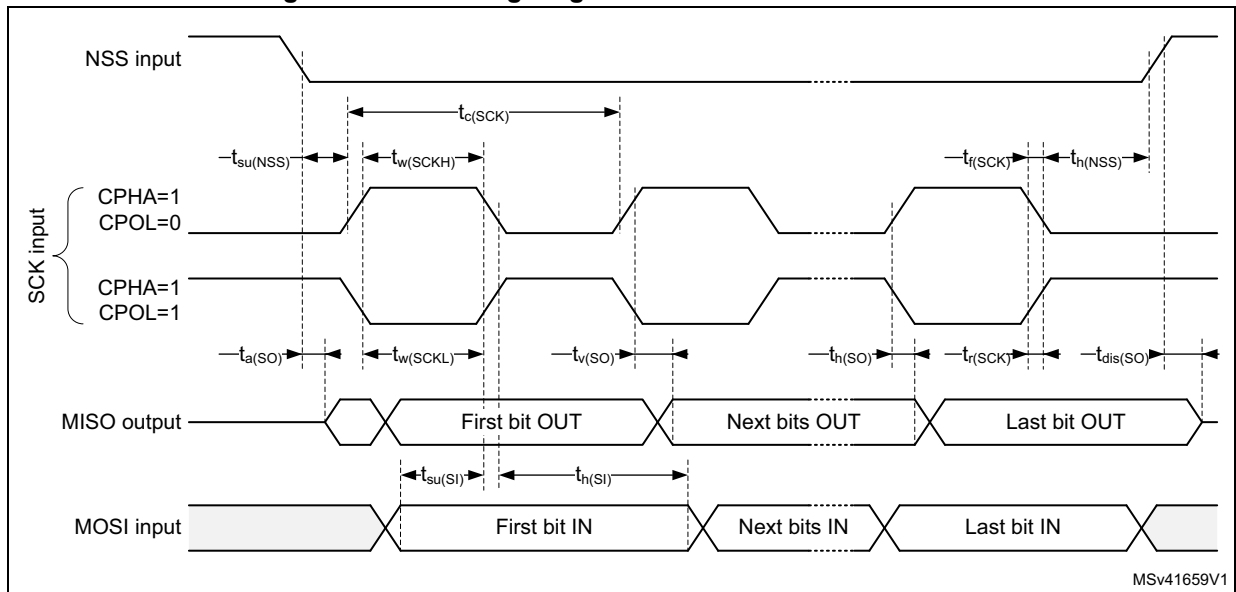 NSS input
tc(SCK)
tsu(NSS) tw(SCKH) tf(SCK) th(NSS)
SCK input
CPHA=1
CPOL=0
CPHA=1
CPOL=1
ta(SO) tw(SCKL) tv(SO) th(SO) tr(SCK) tdis(SO)
MISO output First bit OUT Next bits OUT Last bit OUT
tsu(SI) th(SI)
MOSI input First bit IN Next bits IN Last bit IN
MSv41659V1